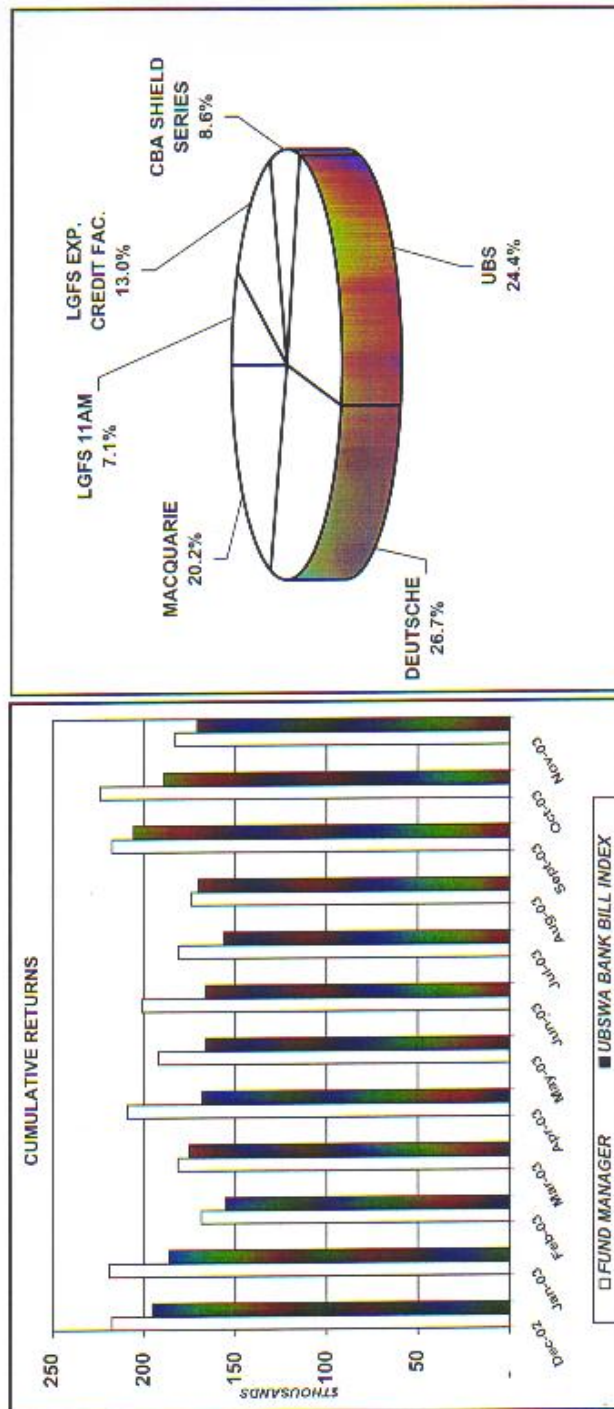 CUMULATIVE RETURNS
250
200
150
100
50
-
$THOUSANDS
Dec-02
Jan-03
Feb-03
Mar-03
Apr-03
May-03
Jun-03
Jul-03
Aug-03
Sept-03
Oct-03
Nov-03
FUND MANAGER
UBSWA BANK BILL INDEX
LGFS 11AM
7.1%
LGFS EXP.
CREDIT FAC.
13.0%
CBA SHIELD
SERIES
8.6%
MACQUARIE
20.2%
DEUTSCHE
26.7%
UBS
24.4%